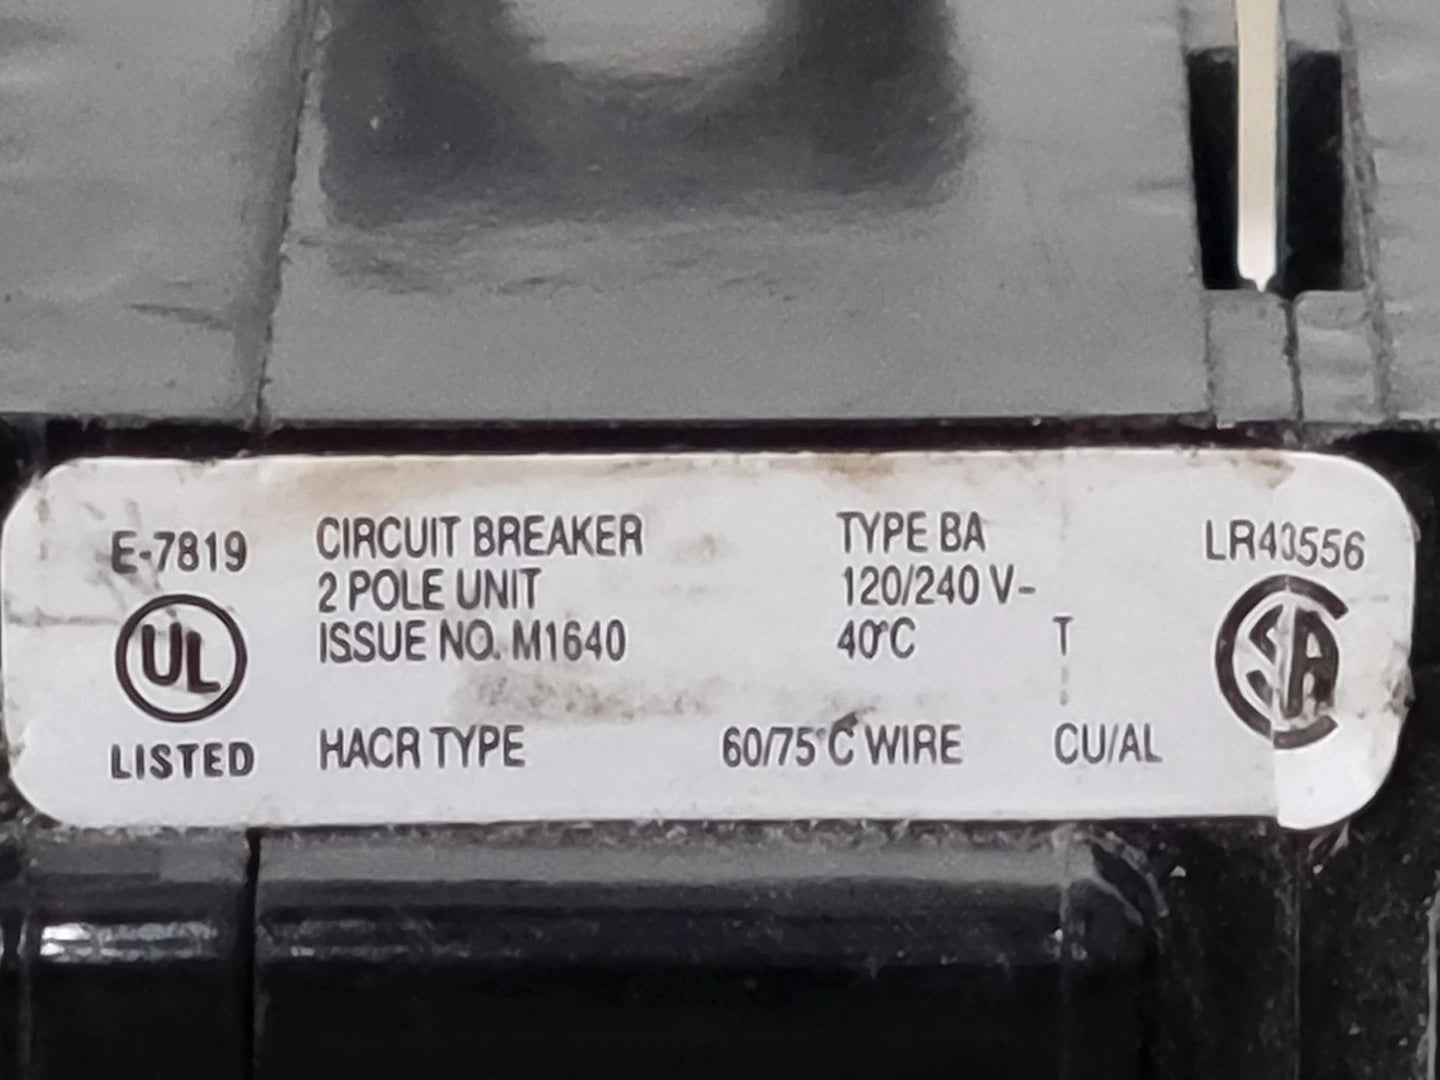 E-7819
UL
LISTED
CIRCUIT BREAKER
2 POLE UNIT
ISSUE NO. M1640
HACR TYPE
TYPE BA
120/240 V-
40°C T
60/75°C WIRE CU/AL
LR43556
SA